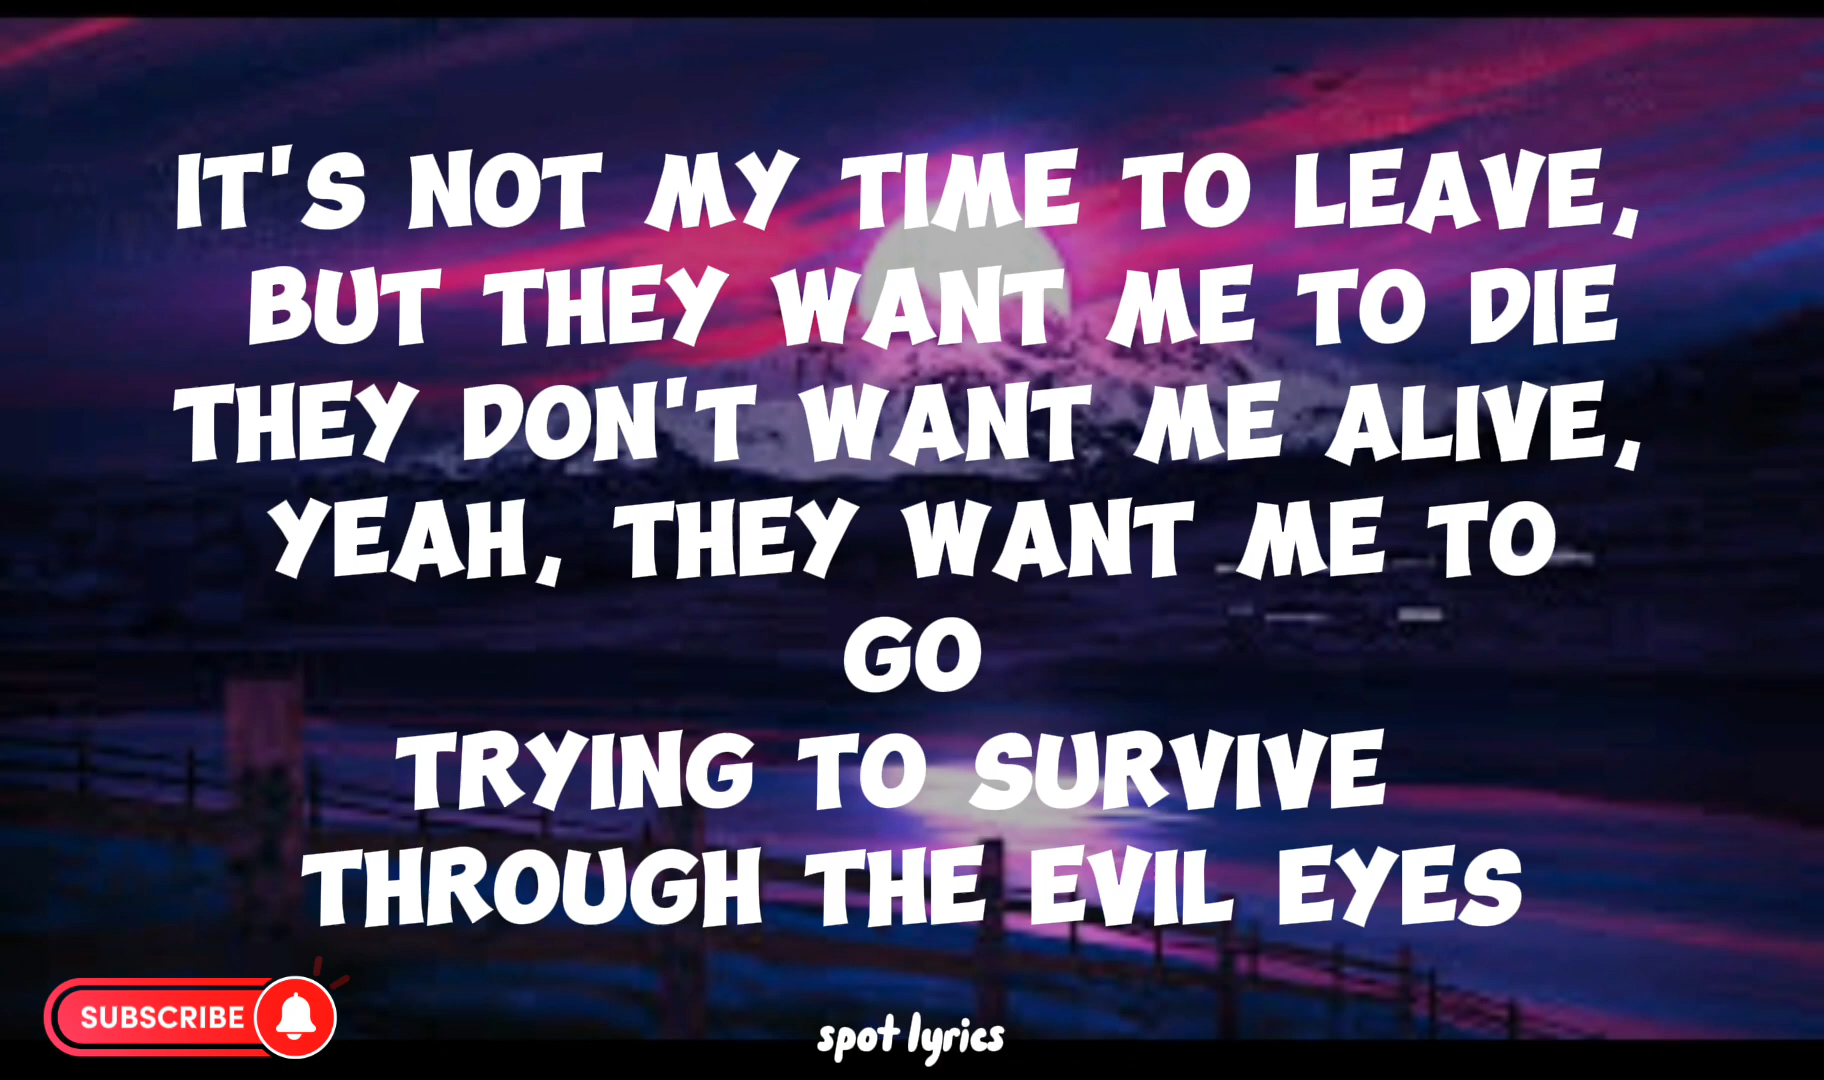 IT'S NOT MY TIME TO LEAVE,
BUT THEY WANT ME TO DIE
THEY DON'T WANT ME ALIVE,
YEAH, THEY WANT ME TO
GO
TRYING TO SURVIVE
THROUGH THE EVIL EYES
SUBSCRIBE
spot lyrics